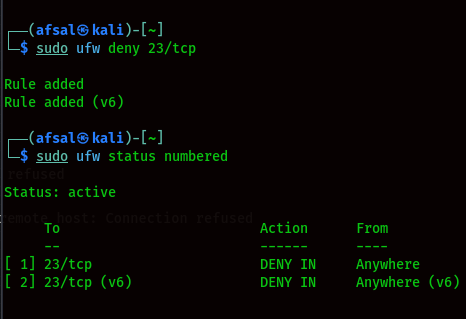 ┌──(afsal㉿kali)-[~]
└─$ sudo ufw deny 23/tcp
Rule added
Rule added (v6)
┌──(afsal㉿kali)-[~]
└─$ sudo ufw status numbered
refused
Status: active
remote host: Connection refused
To Action From
-- ------ ----
[ 1] 23/tcp DENY IN Anywhere
[ 2] 23/tcp (v6) DENY IN Anywhere (v6)